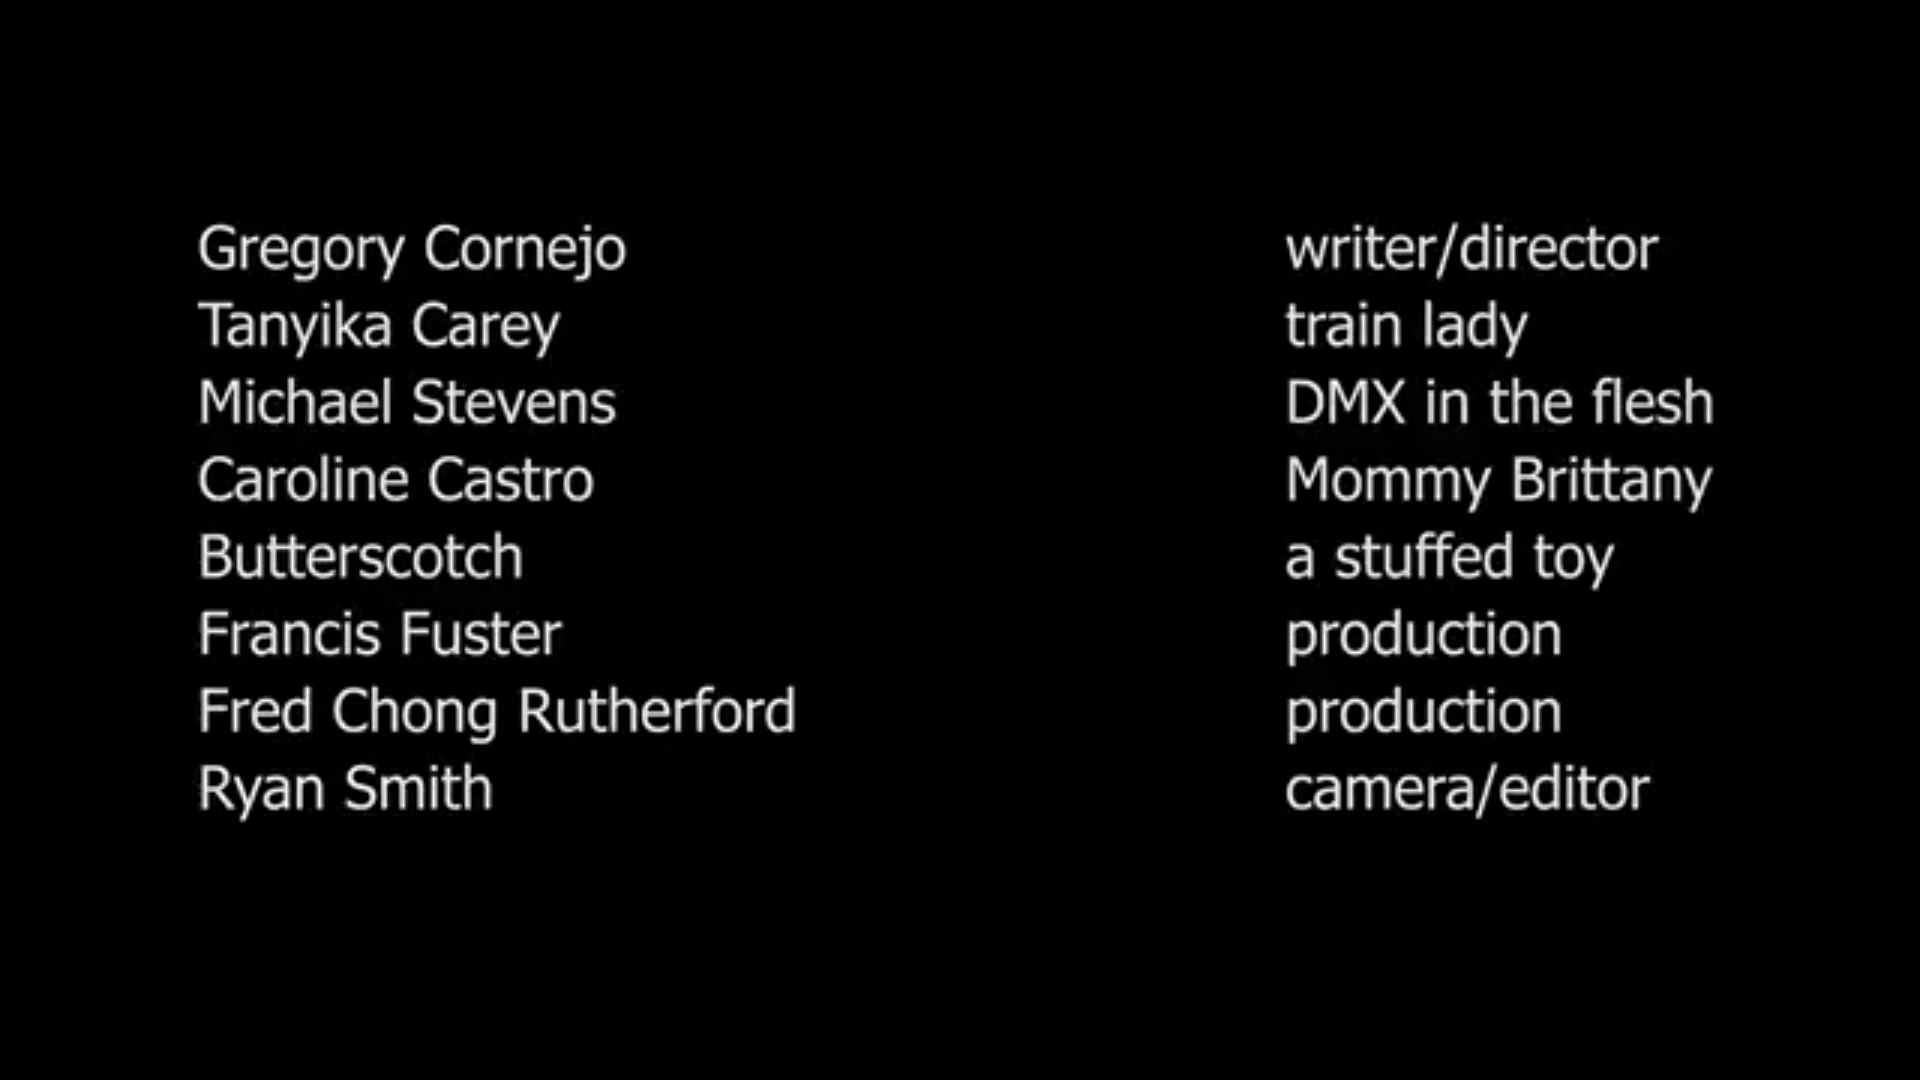 Gregory Cornejo writer/director
Tanyika Carey train lady
Michael Stevens DMX in the flesh
Caroline Castro Mommy Brittany
Butterscotch a stuffed toy
Francis Fuster production
Fred Chong Rutherford production
Ryan Smith camera/editor